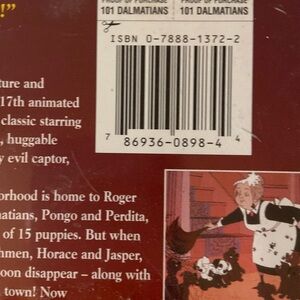 !”
PROOF OF PURCHASE PROOF OF PURCHASE
101 DALMATIANS 101 DALMATIANS
ISBN 0-7888-1372-2
7 86936-0898-4 4
ture and
17th animated
classic starring
, huggable
y evil captor,
orhood is home to Roger
natians, Pongo and Perdita,
of 15 puppies. But when
hmen, Horace and Jasper,
oon disappear – along with
town! Now